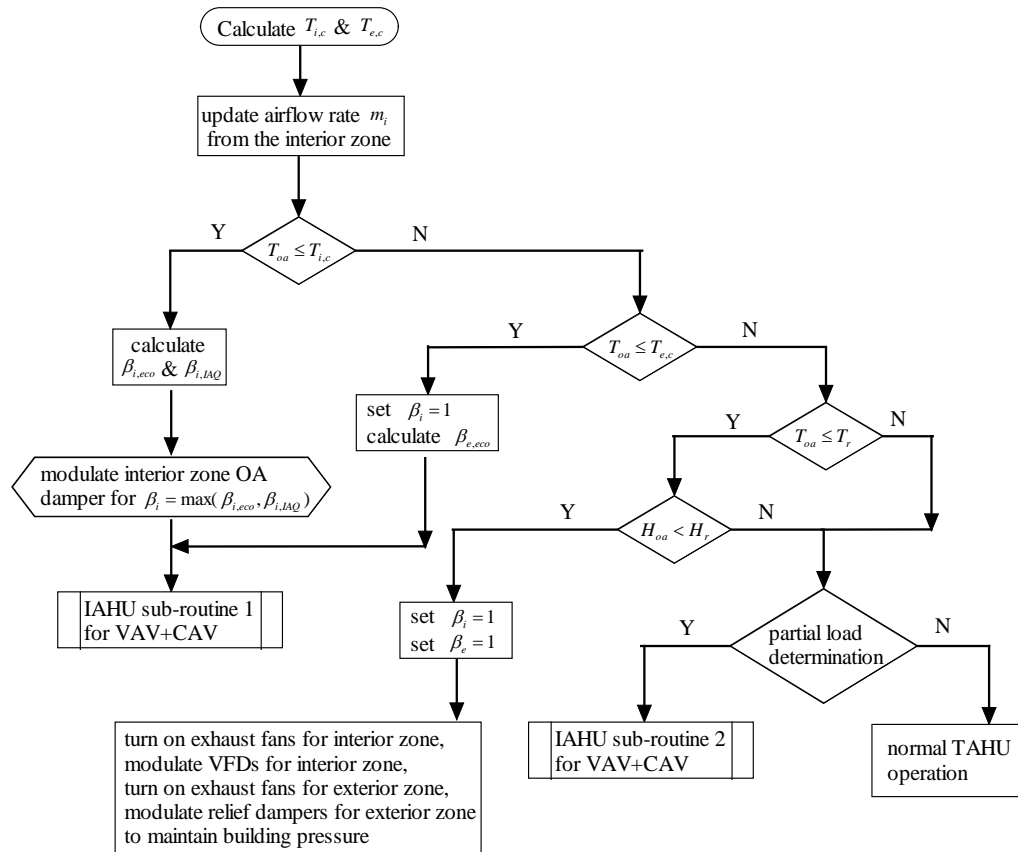 Calculate T_{i,c} & T_{e,c}
update airflow rate m_i
from the interior zone
Y
N
T_{oa} ≤ T_{i,c}
calculate
β_{i,eco} & β_{i,IAQ}
Y
N
T_{oa} ≤ T_{e,c}
set β_i = 1
calculate β_{e,eco}
Y
N
T_{oa} ≤ T_r
modulate interior zone OA
damper for β_i = max(β_{i,eco}, β_{i,IAQ})
Y
N
H_{oa} < H_r
IAHU sub-routine 1
for VAV+CAV
set β_i = 1
set β_e = 1
Y
N
partial load
determination
turn on exhaust fans for interior zone,
modulate VFDs for interior zone,
turn on exhaust fans for exterior zone,
modulate relief dampers for exterior zone
to maintain building pressure
IAHU sub-routine 2
for VAV+CAV
normal TAHU
operation